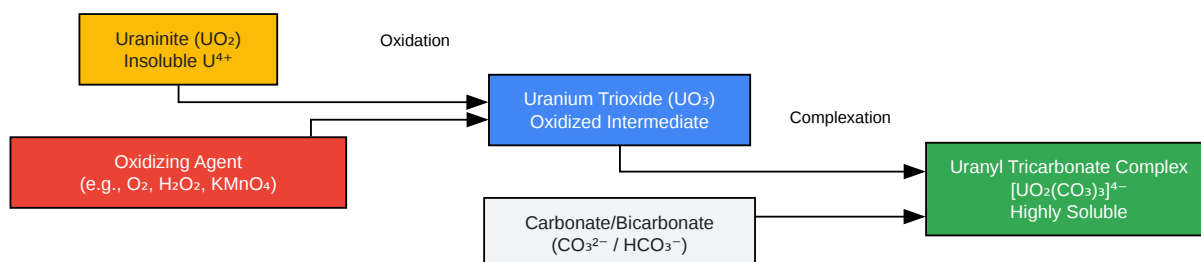 Uraninite (UO₂)
Insoluble U⁴⁺
Oxidation
Uranium Trioxide (UO₃)
Oxidized Intermediate
Complexation
Oxidizing Agent
(e.g., O₂, H₂O₂, KMnO₄)
Uranyl Tricarbonate Complex
[UO₂(CO₃)₃]⁴⁻
Highly Soluble
Carbonate/Bicarbonate
(CO₃²⁻ / HCO₃⁻)